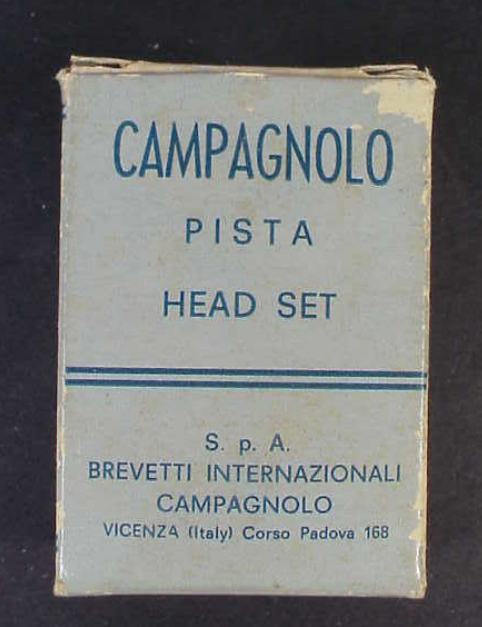 CAMPAGNOLO
PISTA
HEAD SET
S. p. A.
BREVETTI INTERNAZIONALI
CAMPAGNOLO
VICENZA (Italy) Corso Padova 168